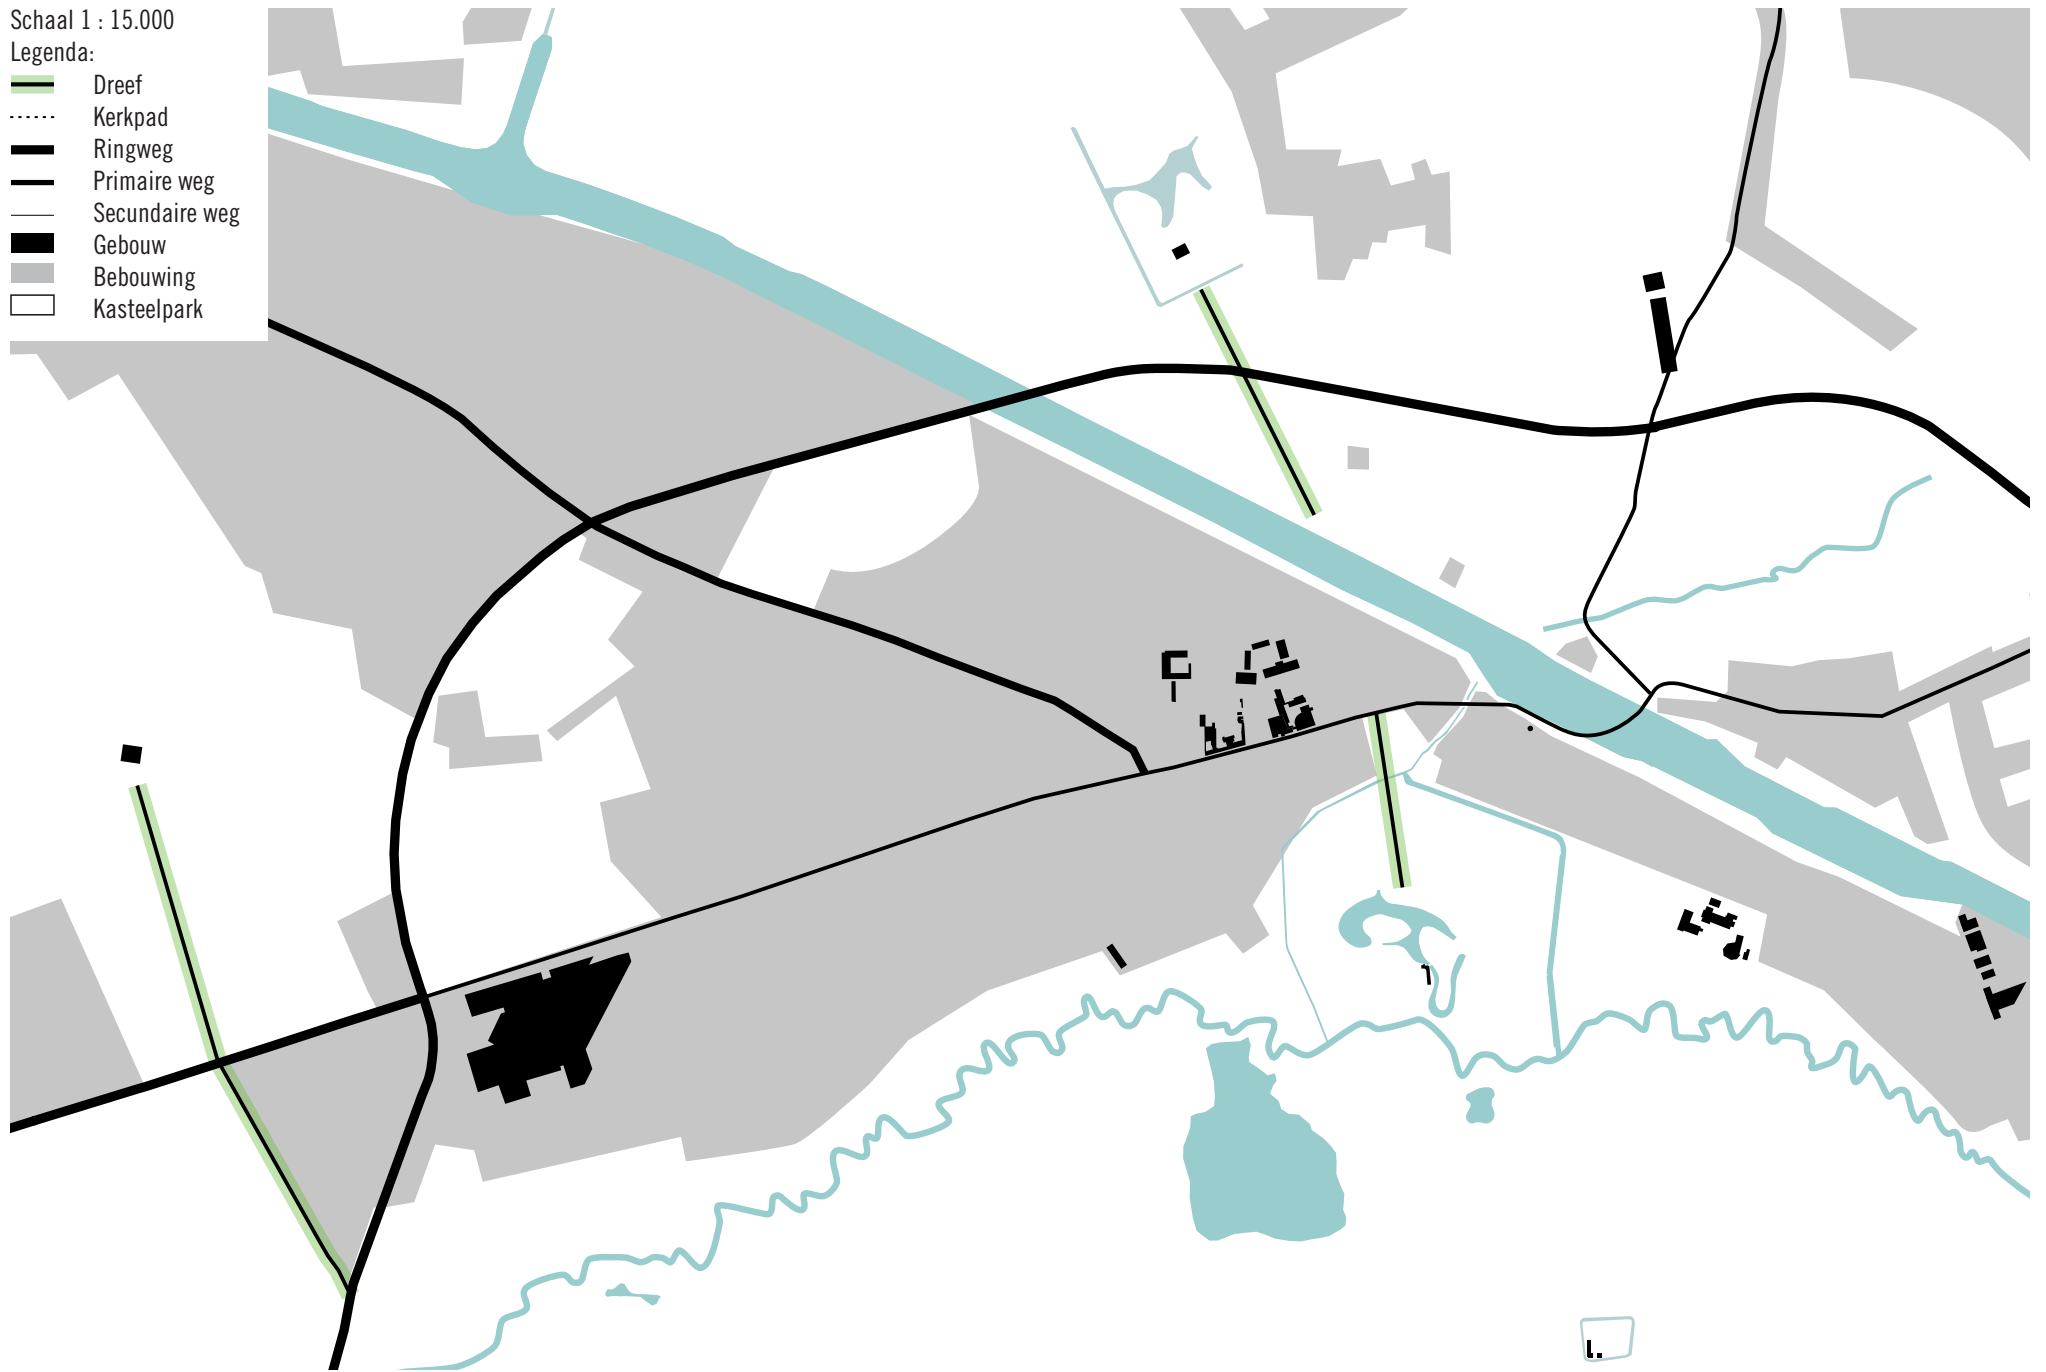 Schaal 1 : 15.000
Legenda:
Dreef
Kerkpad
Ringweg
Primaire weg
Secundaire weg
Gebouw
Bebouwing
Kasteelpark